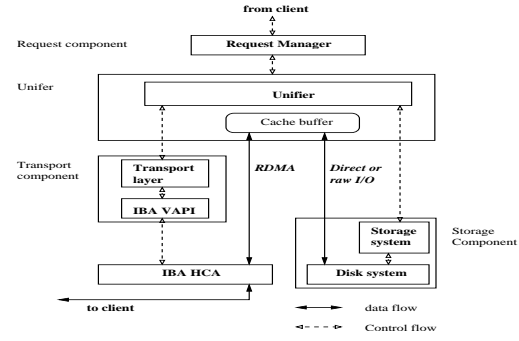 from client
Request component
Request Manager
Unifer
Unifier
Cache buffer
Transport
component
Transport
layer
IBA VAPI
RDMA
Direct or
raw I/O
Storage
system
Storage
Component
IBA HCA
Disk system
to client
data flow
Control flow